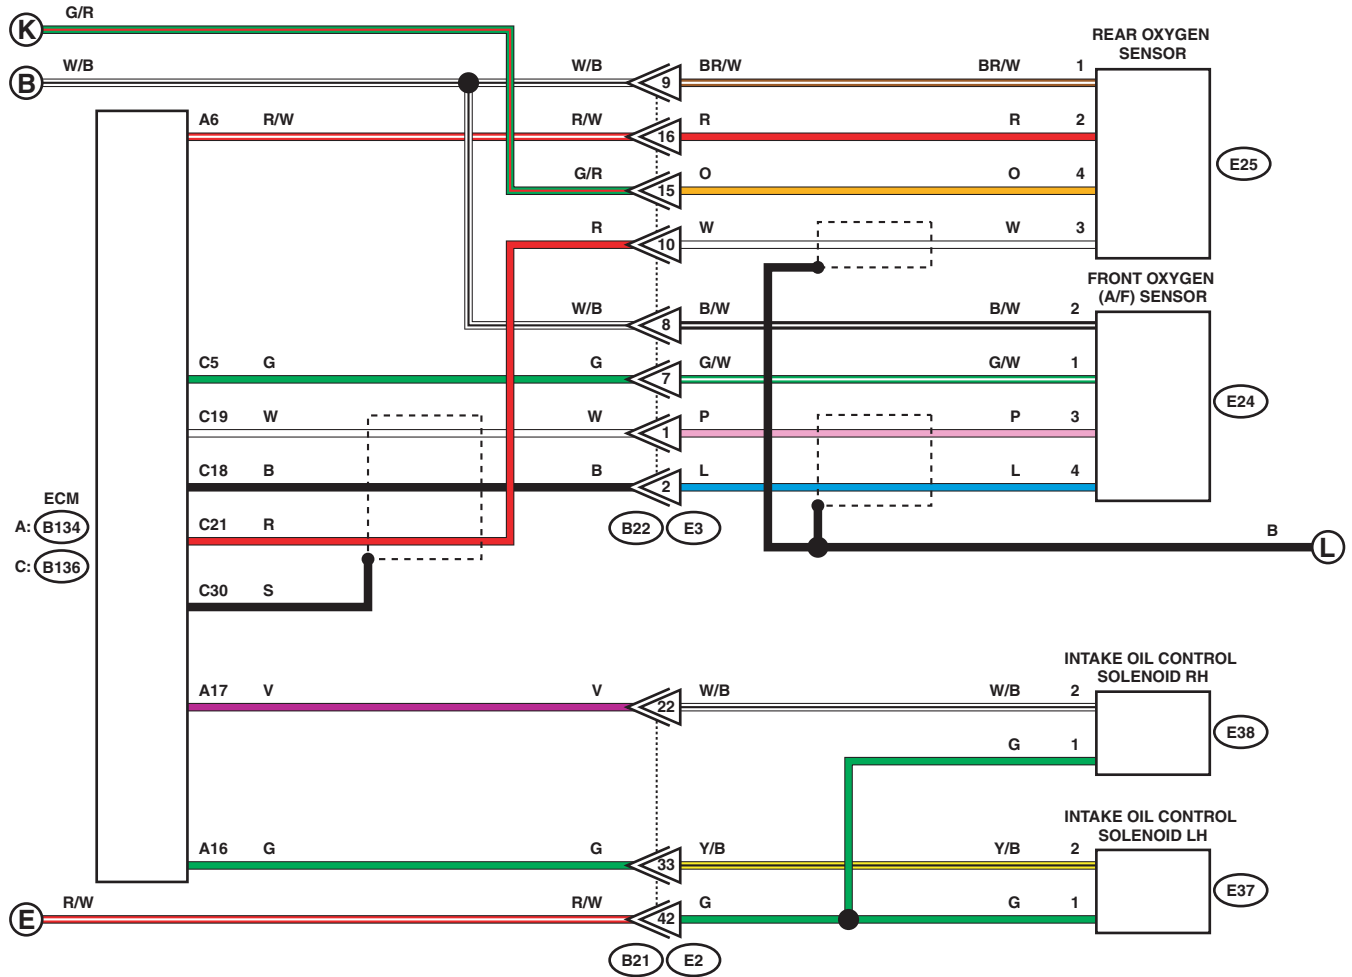 G/R
K
REAR OXYGEN
SENSOR
W/B W/B BR/W BR/W 1
B 9
A6 R/W R/W R R 2
16
E25
G/R O O 4
15
R W W 3
10
FRONT OXYGEN
(A/F) SENSOR
W/B B/W B/W 2
8
C5 G G G/W G/W 1
7
E24
C19 W W P P 3
1
C18 B B L L 4
2
ECM
A: B134
C21 R
B22 E3
B
L
C: B136
C30 S
INTAKE OIL CONTROL
SOLENOID RH
A17 V V W/B W/B 2
22
E38
G 1
INTAKE OIL CONTROL
SOLENOID LH
A16 G G Y/B Y/B 2
33
E37
R/W R/W G G 1
E 42
B21 E2